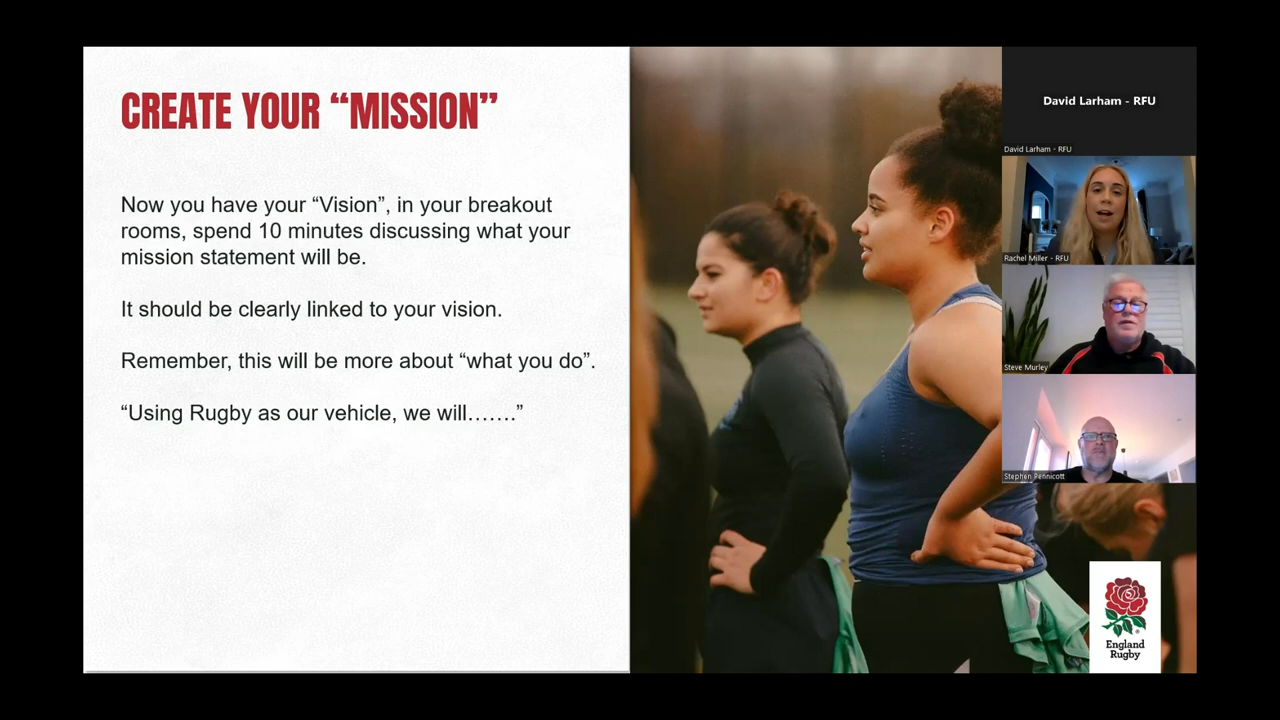 CREATE YOUR “MISSION”
Now you have your “Vision”, in your breakout
rooms, spend 10 minutes discussing what your
mission statement will be.
It should be clearly linked to your vision.
Remember, this will be more about “what you do”.
“Using Rugby as our vehicle, we will…….”
David Larham - RFU
David Larham - RFU
Rachel Miller - RFU
Steve Murley
Stephen Pennicott
England
Rugby